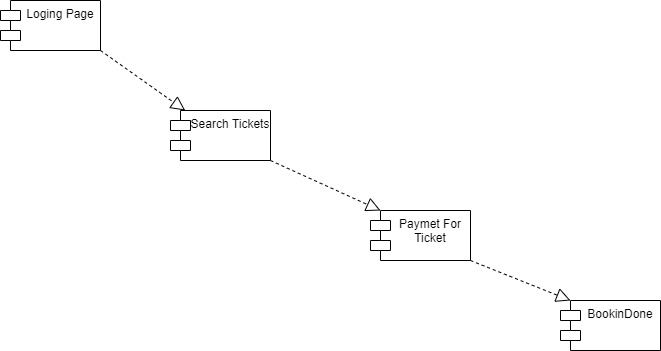 Loging Page
Search Tickets
Paymet For
Ticket
BookinDone